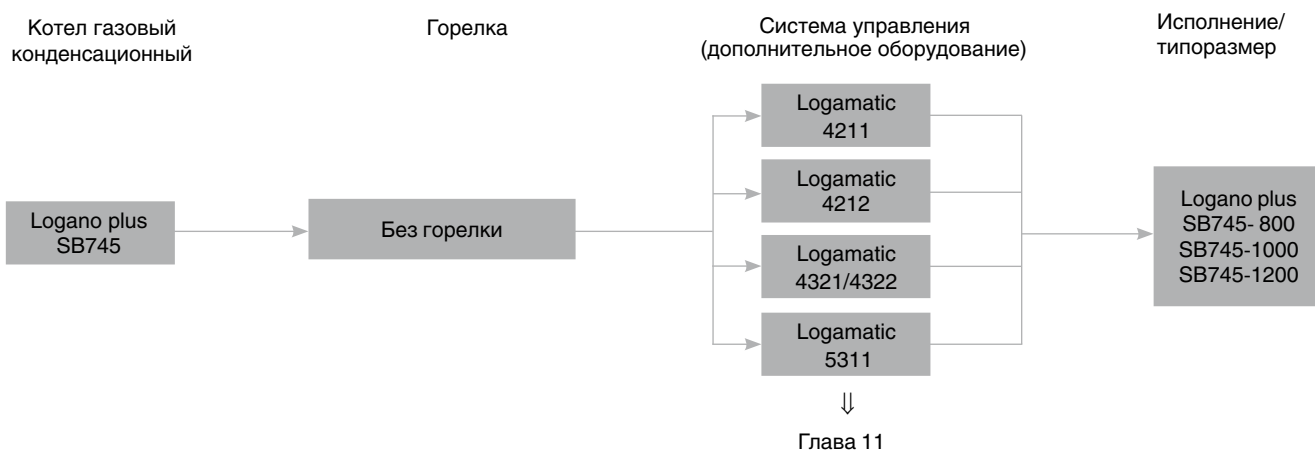 Котел газовый
конденсационный
Горелка
Система управления
(дополнительное оборудование)
Исполнение/
типоразмер
Logano plus
SB745
Без горелки
Logamatic
4211
Logamatic
4212
Logamatic
4321/4322
Logamatic
5311
Logano plus
SB745- 800
SB745-1000
SB745-1200
⇓
Глава 11